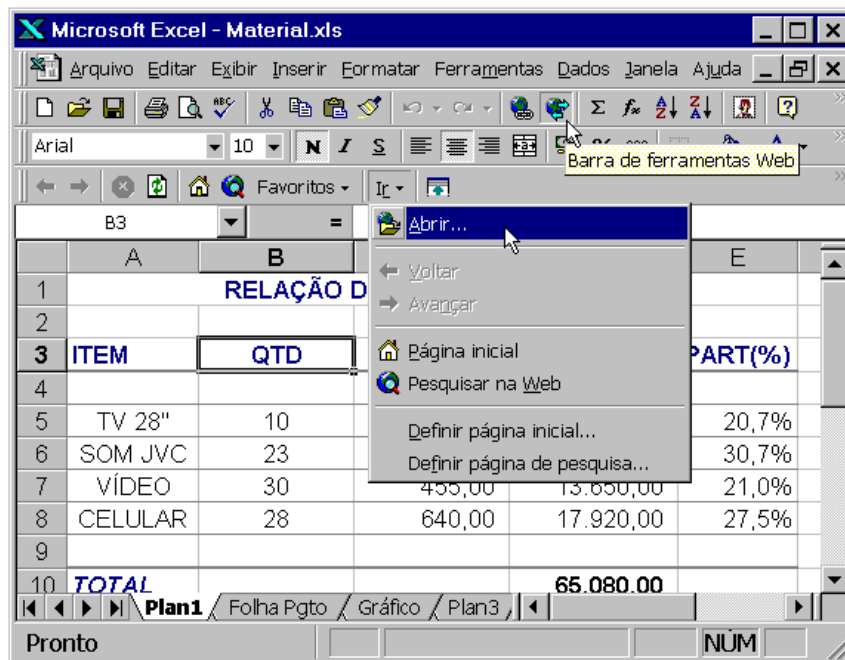 Microsoft Excel - Material.xls
Arquivo Editar Exibir Inserir Formatar Ferramentas Dados Janela Ajuda
Arial 10 N I S
Barra de ferramentas Web
Favoritos Ir
B3 =
Abrir...
Voltar
Avançar
Página inicial
Pesquisar na Web
Definir página inicial...
Definir página de pesquisa...
A B E
1 RELAÇÃO D
2
3 ITEM QTD PART(%)
4
5 TV 28" 10 20,7%
6 SOM JVC 23 30,7%
7 VÍDEO 30 455,00 13.650,00 21,0%
8 CELULAR 28 640,00 17.920,00 27,5%
9
10 TOTAL 65.080,00
Plan1 Folha Pgto Gráfico Plan3
Pronto NÚM